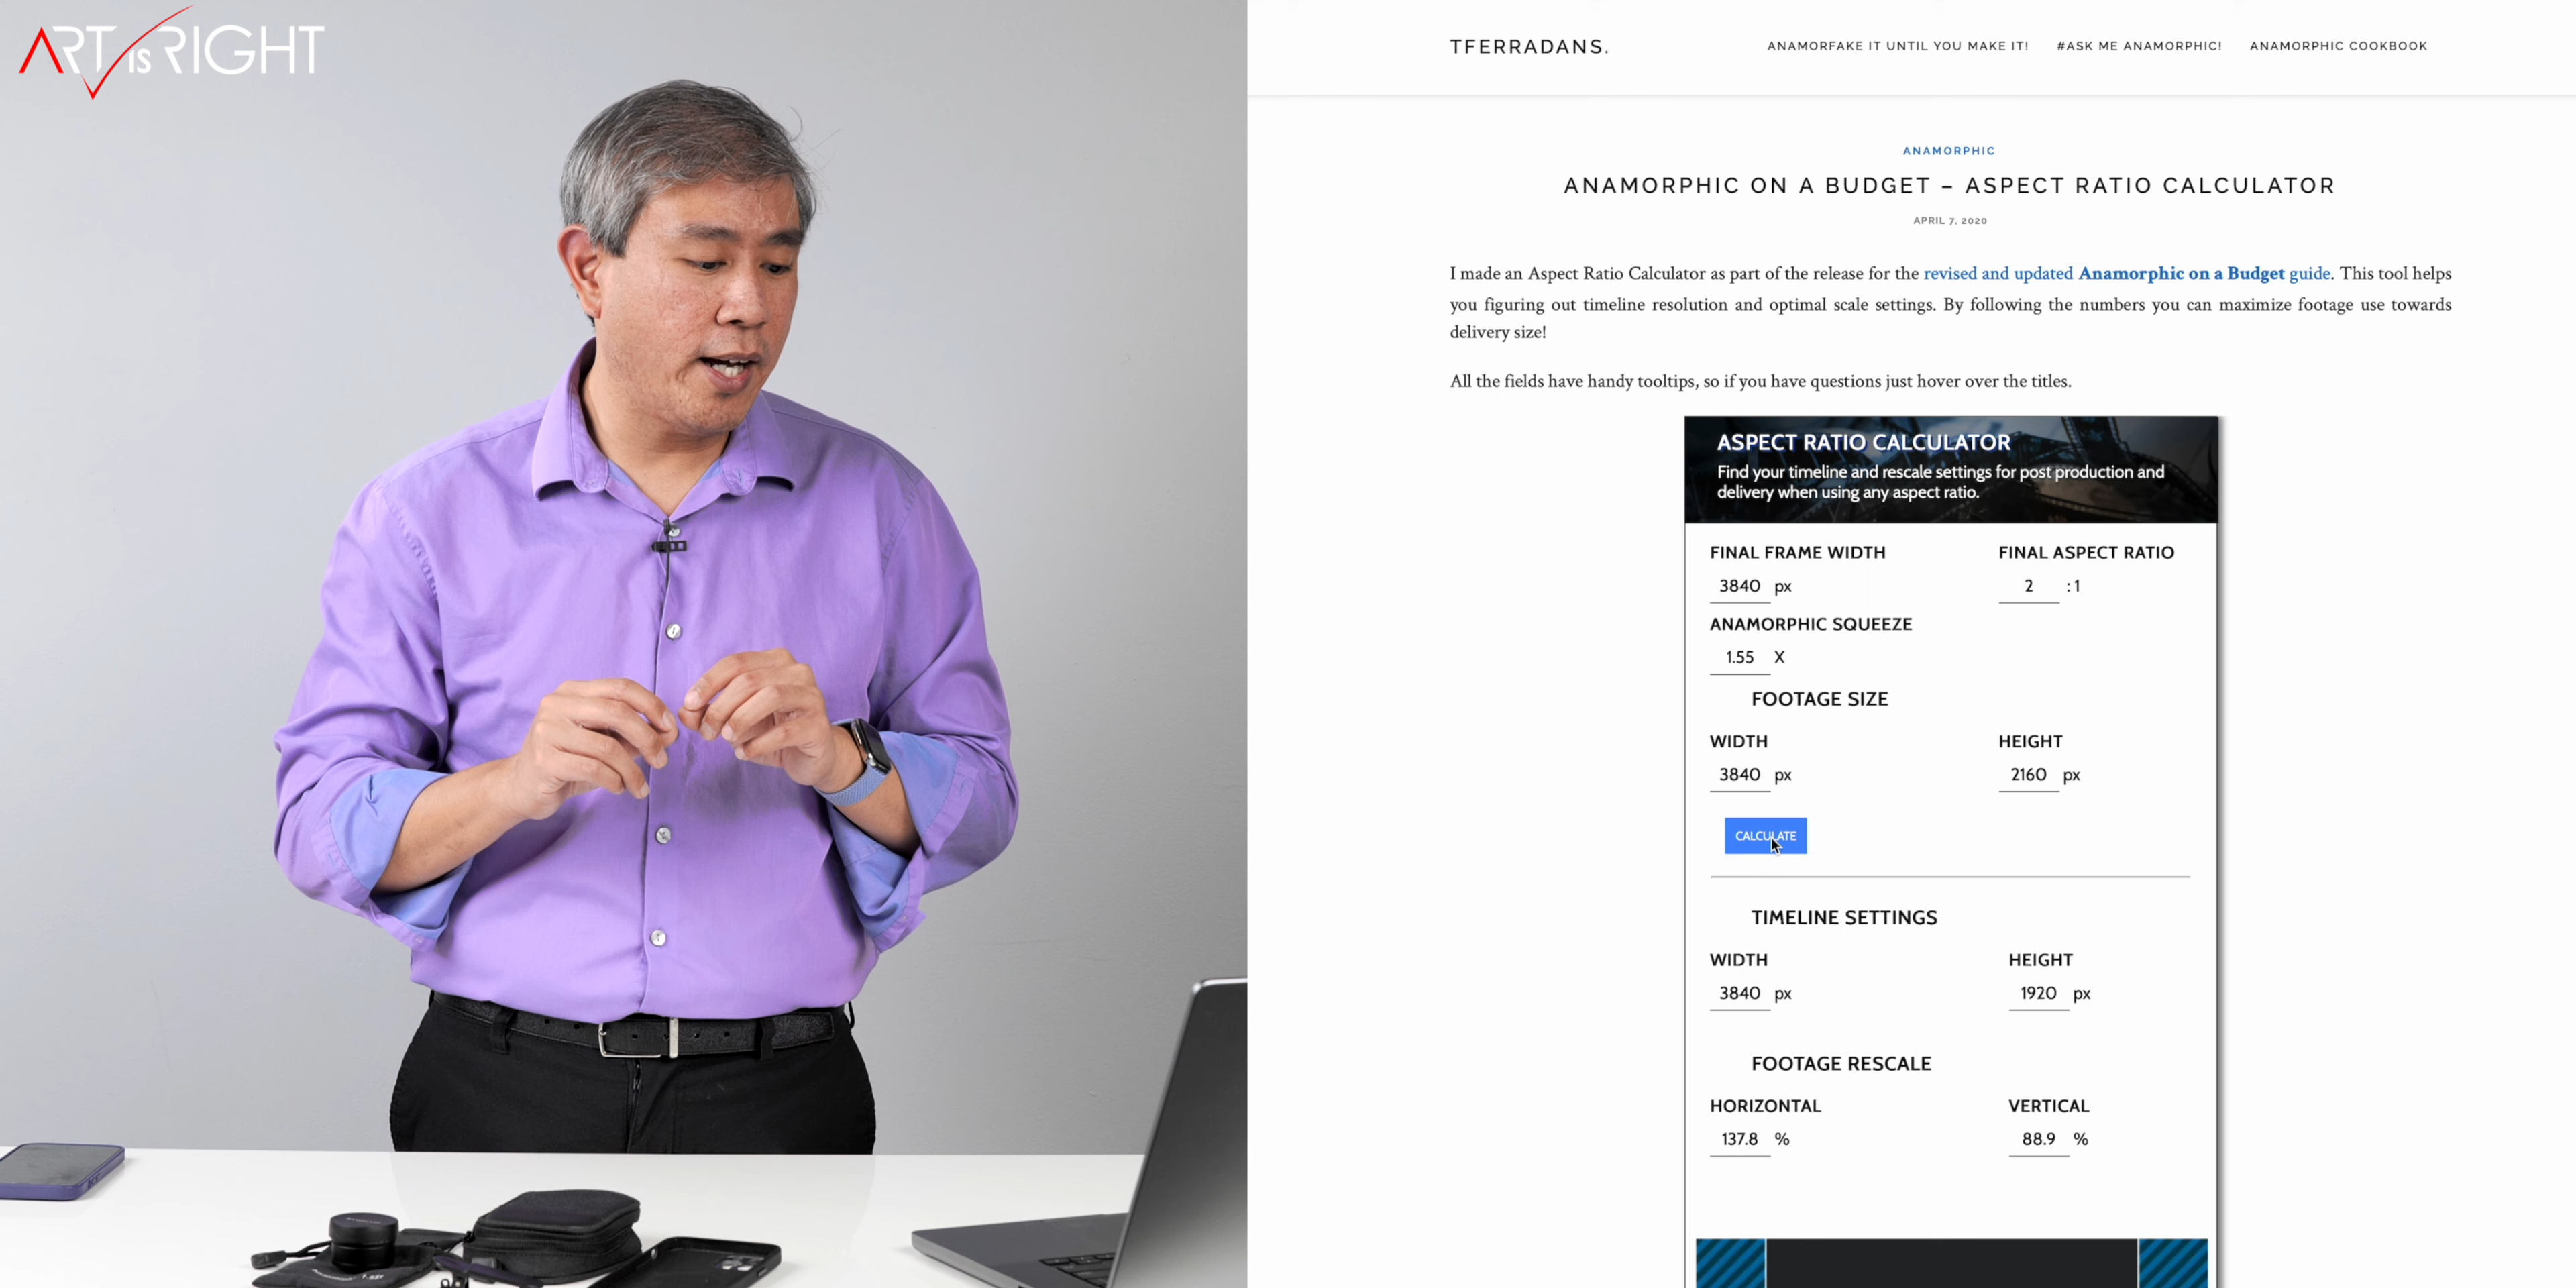 ART IS RIGHT
TFERRADANS.
ANAMORFAKE IT UNTIL YOU MAKE IT! #ASK ME ANAMORPHIC! ANAMORPHIC COOKBOOK
ANAMORPHIC
ANAMORPHIC ON A BUDGET – ASPECT RATIO CALCULATOR
APRIL 7, 2020
I made an Aspect Ratio Calculator as part of the release for the revised and updated Anamorphic on a Budget guide. This tool helps
you figuring out timeline resolution and optimal scale settings. By following the numbers you can maximize footage use towards
delivery size!
All the fields have handy tooltips, so if you have questions just hover over the titles.
ASPECT RATIO CALCULATOR
Find your timeline and rescale settings for post production and
delivery when using any aspect ratio.
FINAL FRAME WIDTH FINAL ASPECT RATIO
3840 px 2 :1
ANAMORPHIC SQUEEZE
1.55 X
FOOTAGE SIZE
WIDTH HEIGHT
3840 px 2160 px
CALCULATE
TIMELINE SETTINGS
WIDTH HEIGHT
3840 px 1920 px
FOOTAGE RESCALE
HORIZONTAL VERTICAL
137.8 % 88.9 %